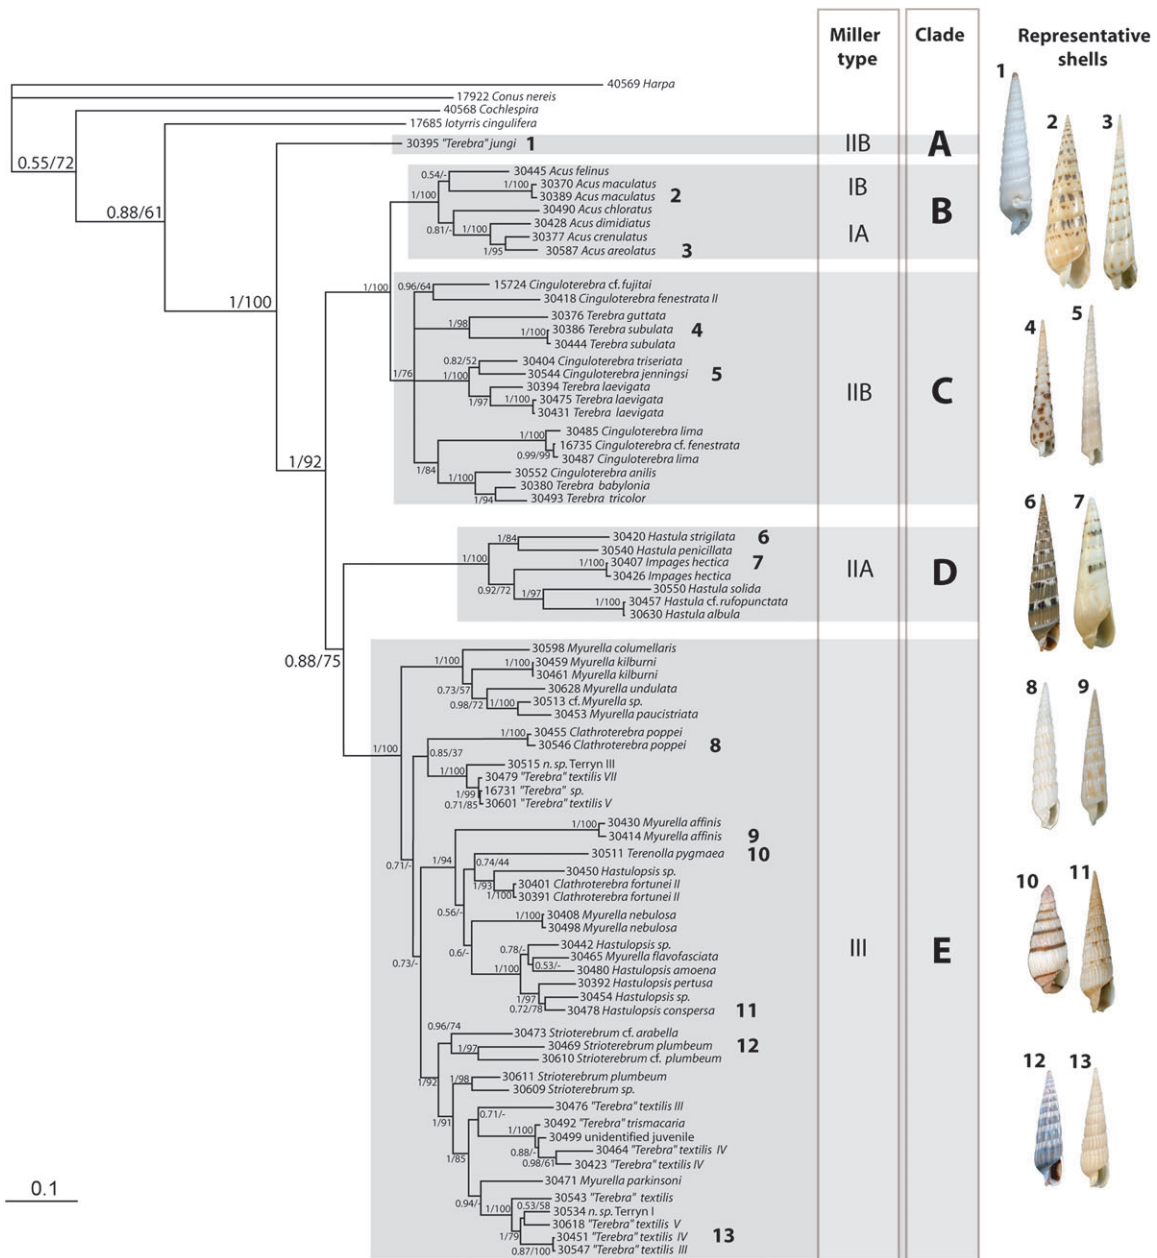 Miller type
Clade
Representative shells
40569 Harpa
17922 Conus nereis
40568 Cochlespira
17685 Iotyrris cingulifera
0.55/72
0.88/61
1/100
30395 "Terebra" jungi 1
IIB
A
1
2
3
30445 Acus felinus
30370 Acus maculatus
30389 Acus maculatus
2
30490 Acus chloratus
30428 Acus dimidiatus
30377 Acus crenulatus
30587 Acus areolatus 3
0.54/-
1/100
1/100
0.81/-
1/100
1/95
IB
IA
B
1/100
15724 Cinguloterebra cf. fujitai
30418 Cinguloterebra fenestrata II
30376 Terebra guttata
30386 Terebra subulata 4
30444 Terebra subulata
30404 Cinguloterebra triseriata
30544 Cinguloterebra jenningsi 5
30394 Terebra laevigata
30475 Terebra laevigata
30431 Terebra laevigata
30485 Cinguloterebra lima
16735 Cinguloterebra cf. fenestrata
30487 Cinguloterebra lima
30552 Cinguloterebra anilis
30380 Terebra babylonia
30493 Terebra tricolor
0.96/64
1/98
1/100
0.82/52
1/76
1/100
1/97
1/100
1/100
0.99/99
1/84
1/100
1/94
IIB
C
4
5
1/92
30420 Hastula strigilata 6
30540 Hastula penicillata
30407 Impages hectica 7
30426 Impages hectica
30550 Hastula solida
30457 Hastula cf. rufopunctata
30630 Hastula albula
1/84
1/100
1/100
0.92/72
1/97
1/100
IIA
D
6
7
0.88/75
30598 Myurella columellaris
30459 Myurella kilburni
30461 Myurella kilburni
30628 Myurella undulata
30513 cf. Myurella sp.
30453 Myurella paucistriata
1/100
1/100
0.73/57
0.98/72
1/100
1/100
30455 Clathroterebra poppei
30546 Clathroterebra poppei 8
30515 n. sp. Terryn III
30479 "Terebra" textilis VII
16731 "Terebra" sp.
30601 "Terebra" textilis V
1/100
0.85/37
1/100
1/99
0.71/85
8
9
30430 Myurella affinis
30414 Myurella affinis 9
30511 Terenolla pygmaea 10
30450 Hastulopsis sp.
30401 Clathroterebra fortunei II
30391 Clathroterebra fortunei II
30408 Myurella nebulosa
30498 Myurella nebulosa
30442 Hastulopsis sp.
30465 Myurella flavofasciata
30480 Hastulopsis amoena
30392 Hastulopsis pertusa
30454 Hastulopsis sp.
30478 Hastulopsis conspersa 11
1/100
0.71/-
1/94
0.74/44
1/93
1/100
0.56/-
1/100
0.6/-
0.73/-
0.78/-
0.53/-
1/100
1/97
0.72/78
III
E
10
11
30473 Strioterebrum cf. arabella
30469 Strioterebrum plumbeum 12
30610 Strioterebrum cf. plumbeum
30611 Strioterebrum plumbeum
30609 Strioterebrum sp.
30476 "Terebra" textilis III
30492 "Terebra" trismacaria
30499 unidentified juvenile
30464 "Terebra" textilis IV
30423 "Terebra" textilis IV
30471 Myurella parkinsoni
30543 "Terebra" textilis
30534 n. sp. Terryn I
30618 "Terebra" textilis V
30451 "Terebra" textilis IV 13
30547 "Terebra" textilis III
0.96/74
1/97
1/92
1/98
1/91
0.71/-
1/100
0.88/-
0.98/61
1/85
0.94/-
0.53/58
1/100
1/79
0.87/100
12
13
0.1